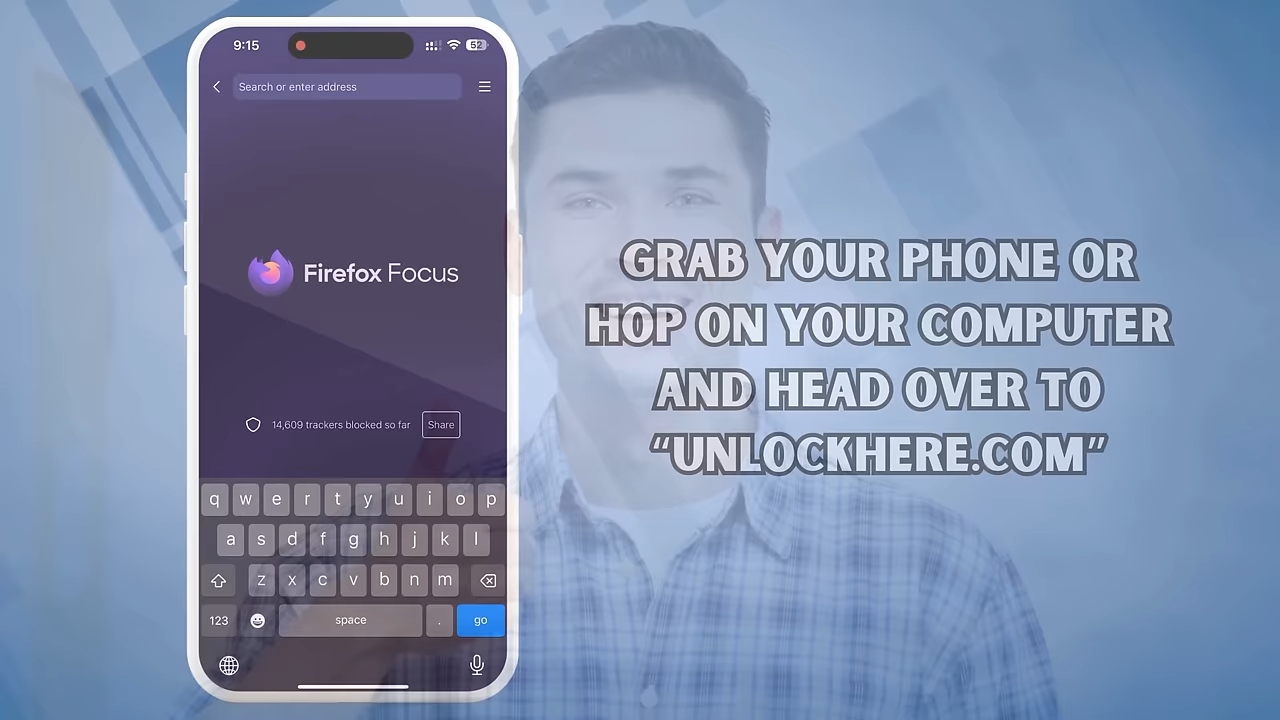 9:15
52
Search or enter address
Firefox Focus
14,609 trackers blocked so far
Share
q w e r t y u i o p
a s d f g h j k l
z x c v b n m
123
space
.
go
GRAB YOUR PHONE OR
HOP ON YOUR COMPUTER
AND HEAD OVER TO
“UNLOCKHERE.COM”